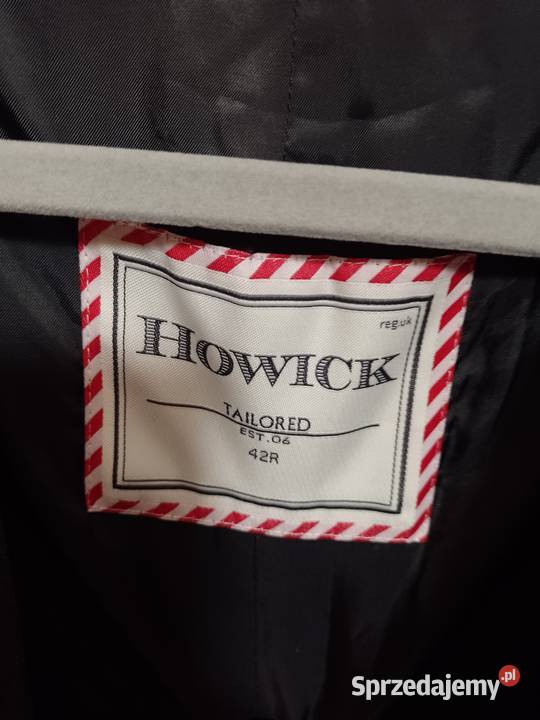 reg.uk
HOWICK
TAILORED
EST.06
42R
Sprzedajemy.pl